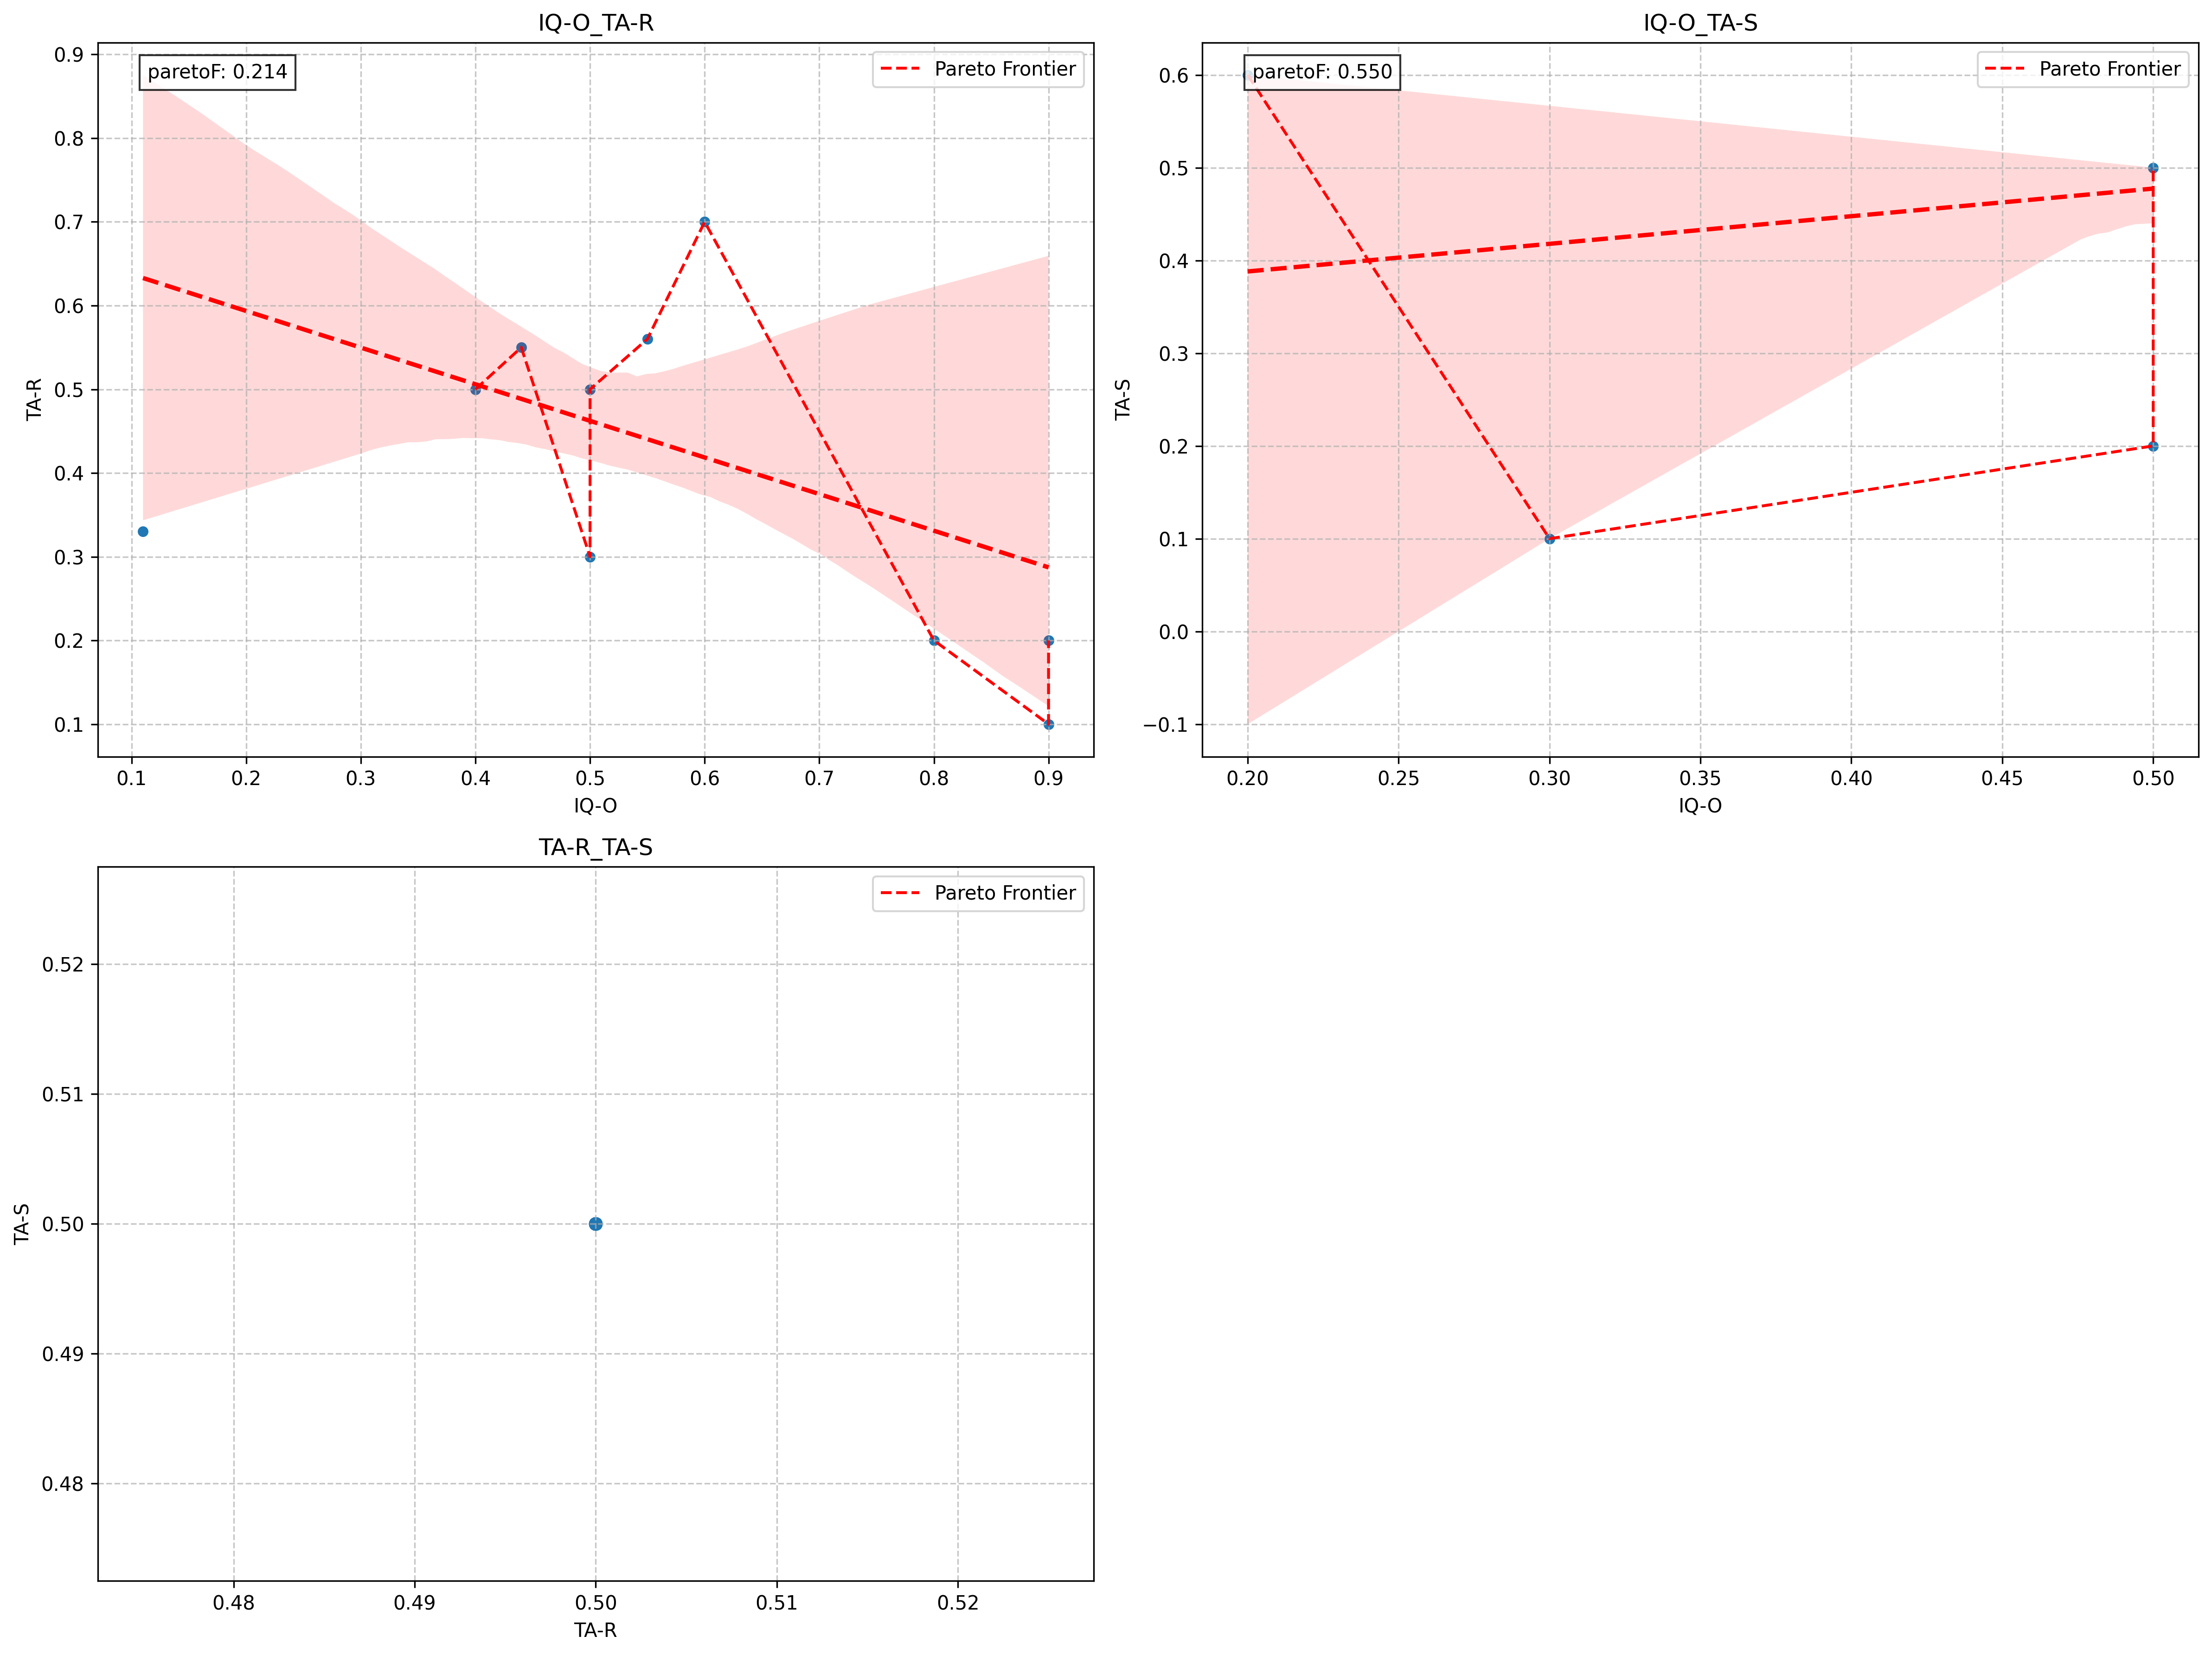 IQ-O_TA-R
paretoF: 0.214
Pareto Frontier
0.9
0.8
0.7
0.6
0.5
0.4
0.3
0.2
0.1
TA-R
0.1 0.2 0.3 0.4 0.5 0.6 0.7 0.8 0.9
IQ-O
IQ-O_TA-S
paretoF: 0.550
Pareto Frontier
0.6
0.5
0.4
0.3
0.2
0.1
0.0
−0.1
TA-S
0.20 0.25 0.30 0.35 0.40 0.45 0.50
IQ-O
TA-R_TA-S
Pareto Frontier
0.52
0.51
0.50
0.49
0.48
TA-S
0.48 0.49 0.50 0.51 0.52
TA-R